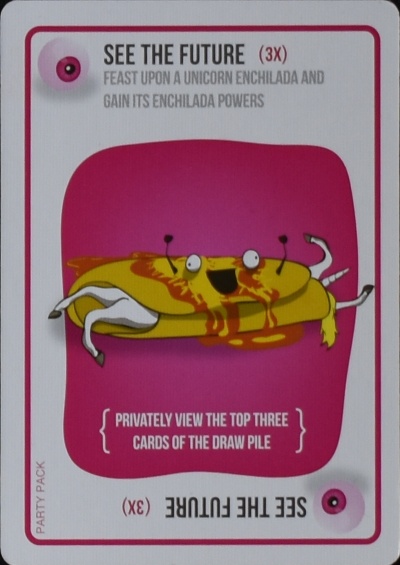 SEE THE FUTURE (3X)
FEAST UPON A UNICORN ENCHILADA AND
GAIN ITS ENCHILADA POWERS
PRIVATELY VIEW THE TOP THREE
CARDS OF THE DRAW PILE
PARTY PACK
SEE THE FUTURE (3X)